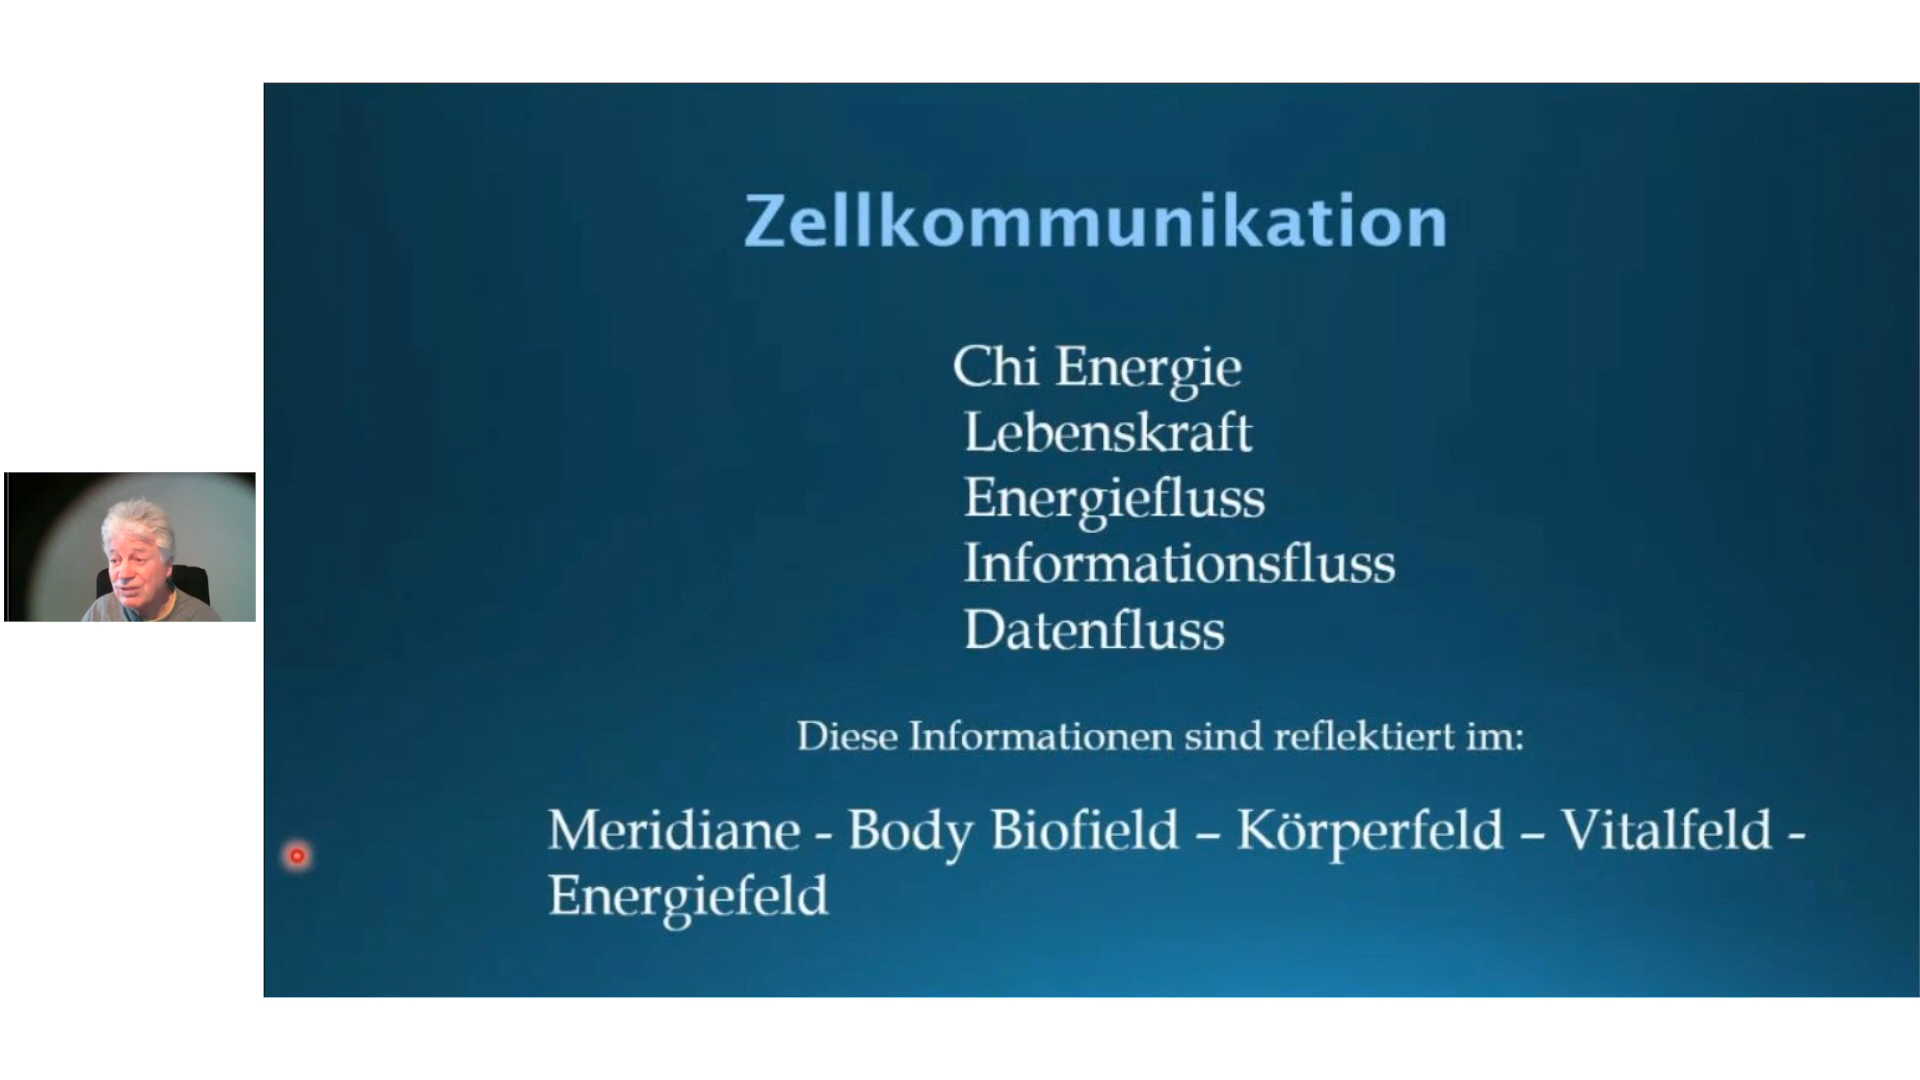 Zellkommunikation
Chi Energie
Lebenskraft
Energiefluss
Informationsfluss
Datenfluss
Diese Informationen sind reflektiert im:
Meridiane - Body Biofield – Körperfeld – Vitalfeld -
Energiefeld